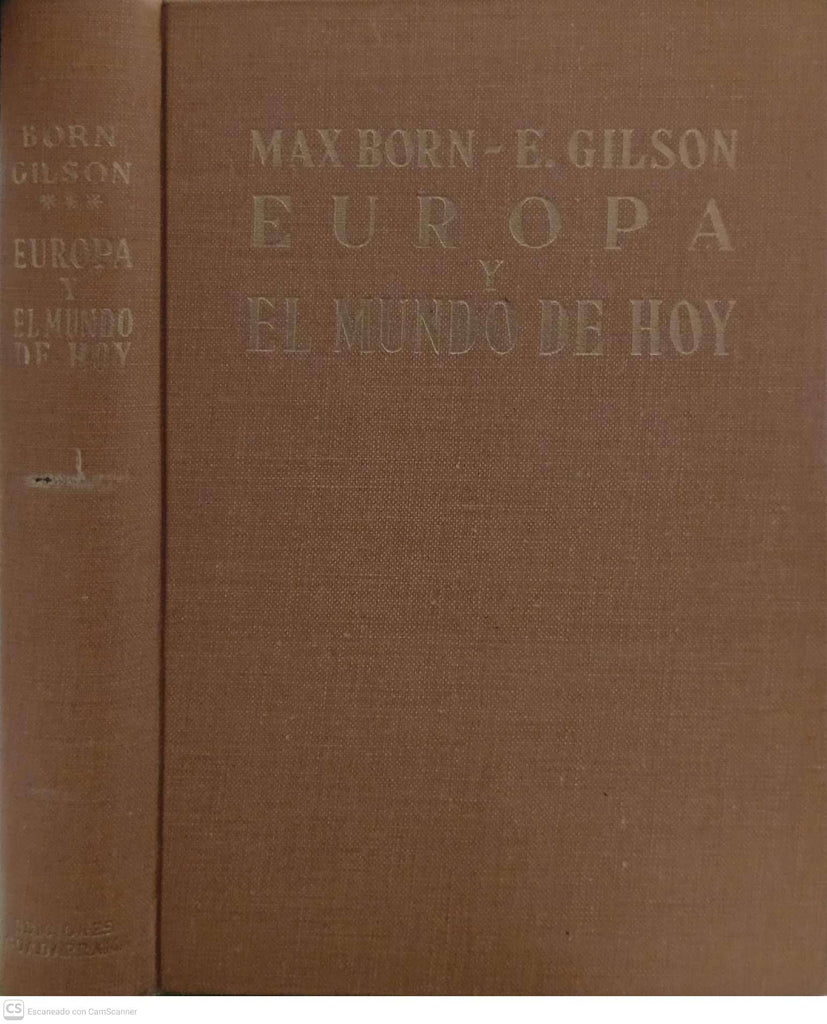 BORN
GILSON
***
EUROPA
Y
EL MUNDO
DE HOY
I
EDICIONES
MAX BORN - E. GILSON
EUROPA
Y
EL MUNDO DE HOY
CS Escaneado con CamScanner